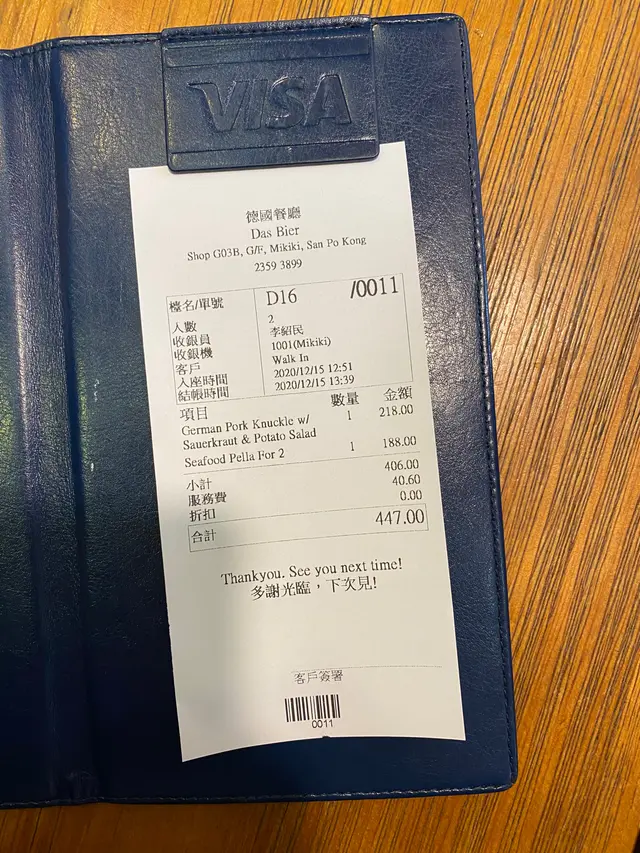 VISA
德國餐廳
Das Bier
Shop G03B, G/F, Mikiki, San Po Kong
2359 3899
檯名/單號 D16 /0011
人數 2
收銀員 李紹民
收銀機 1001(Mikiki)
客戶 Walk In
入座時間 2020/12/15 12:51
結帳時間 2020/12/15 13:39
項目 數量 金額
German Pork Knuckle w/ 1 218.00
Sauerkraut & Potato Salad
Seafood Pella For 2 1 188.00
小計 406.00
服務費 40.60
折扣 0.00
合計 447.00
Thankyou. See you next time!
多謝光臨，下次見!
客戶簽署
0011